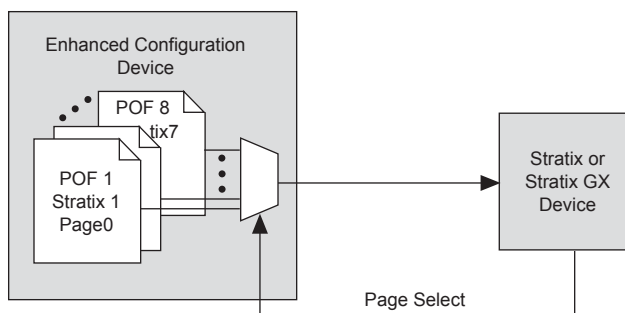 Enhanced Configuration
Device
POF 8
tix7
POF 1
Stratix 1
Page0
Stratix or
Stratix GX
Device
Page Select